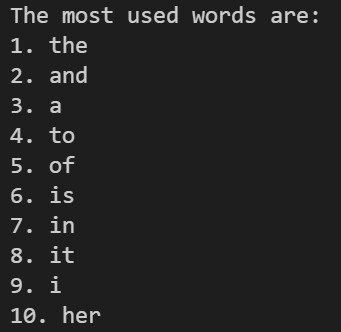 The most used words are:
1. the
2. and
3. a
4. to
5. of
6. is
7. in
8. it
9. i
10. her